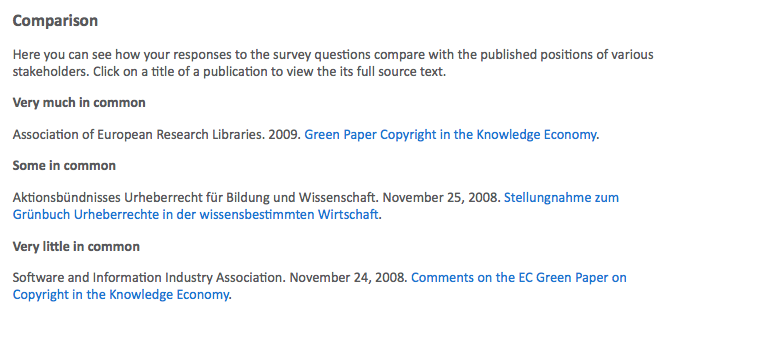 Comparison
Here you can see how your responses to the survey questions compare with the published positions of various
stakeholders. Click on a title of a publication to view the its full source text.
Very much in common
Association of European Research Libraries. 2009. Green Paper Copyright in the Knowledge Economy.
Some in common
Aktionsbündnisses Urheberrecht für Bildung und Wissenschaft. November 25, 2008. Stellungnahme zum
Grünbuch Urheberrechte in der wissensbestimmten Wirtschaft.
Very little in common
Software and Information Industry Association. November 24, 2008. Comments on the EC Green Paper on
Copyright in the Knowledge Economy.